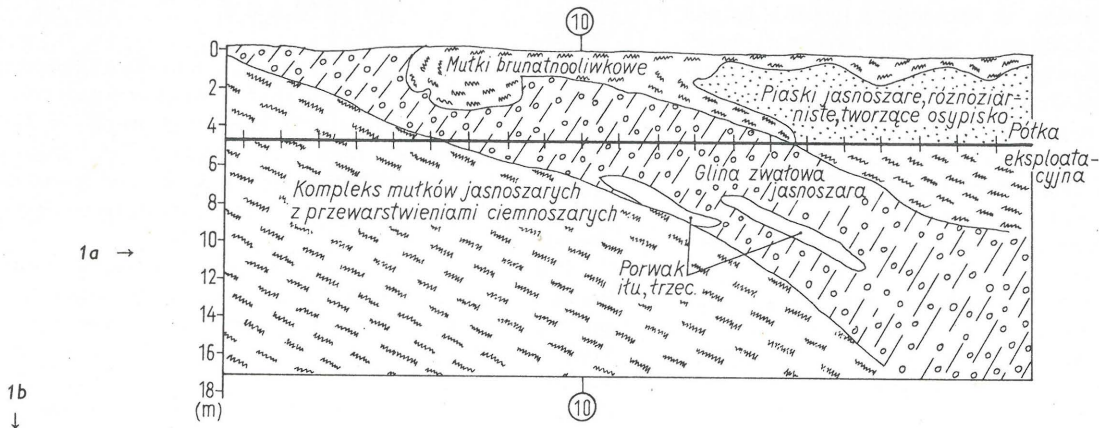 10
0
2
4
6
8
10
12
14
16
18
(m)
Mułki brunatnooliwkowe
Piaski jasnoszare, różnoziar-
niste, tworzące osypisko
Półka
eksploata-
cyjna
Glina zwałowa
jasnoszara
Kompleks mułków jasnoszarych
z przewarstwieniami ciemnoszarych
Porwak
iłu, trzec.
10
1a →
1b
↓